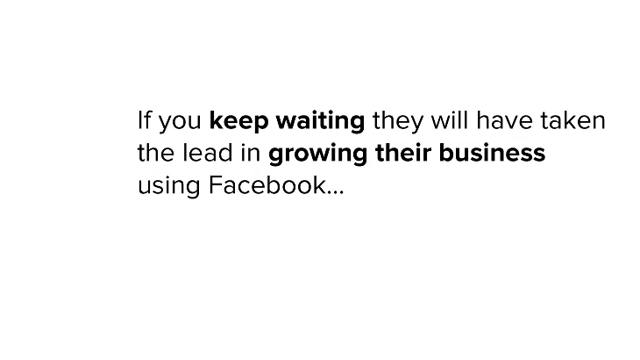 If you keep waiting they will have taken
the lead in growing their business
using Facebook...